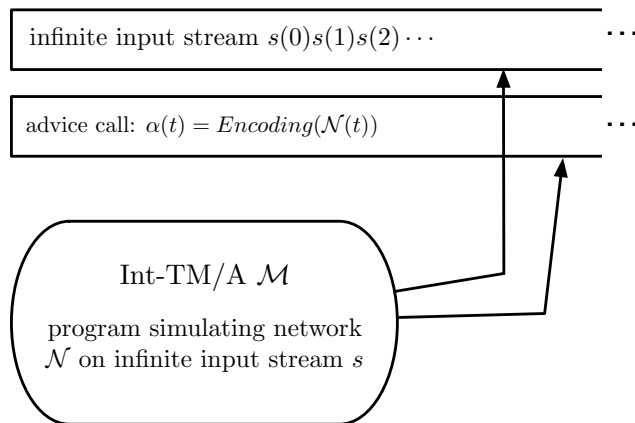 infinite input stream s(0)s(1)s(2) ⋯ ...
advice call: α(t) = Encoding(𝒩(t)) ...
Int-TM/A ℳ
program simulating network
𝒩 on infinite input stream s